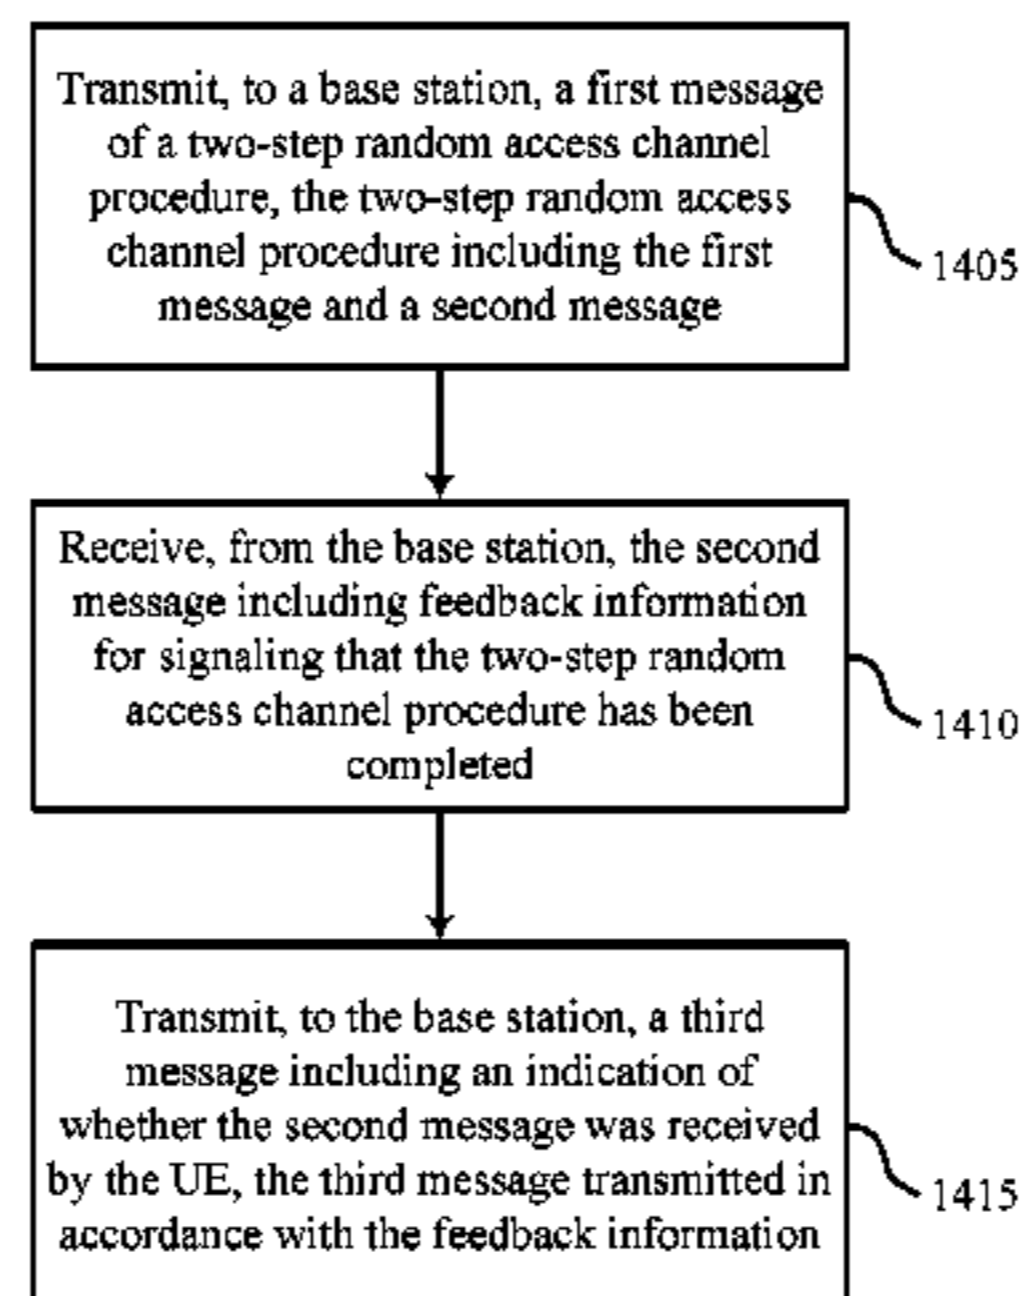 Transmit, to a base station, a first message
of a two-step random access channel
procedure, the two-step random access
channel procedure including the first
message and a second message
1405
Receive, from the base station, the second
message including feedback information
for signaling that the two-step random
access channel procedure has been
completed
1410
Transmit, to the base station, a third
message including an indication of
whether the second message was received
by the UE, the third message transmitted in
accordance with the feedback information
1415